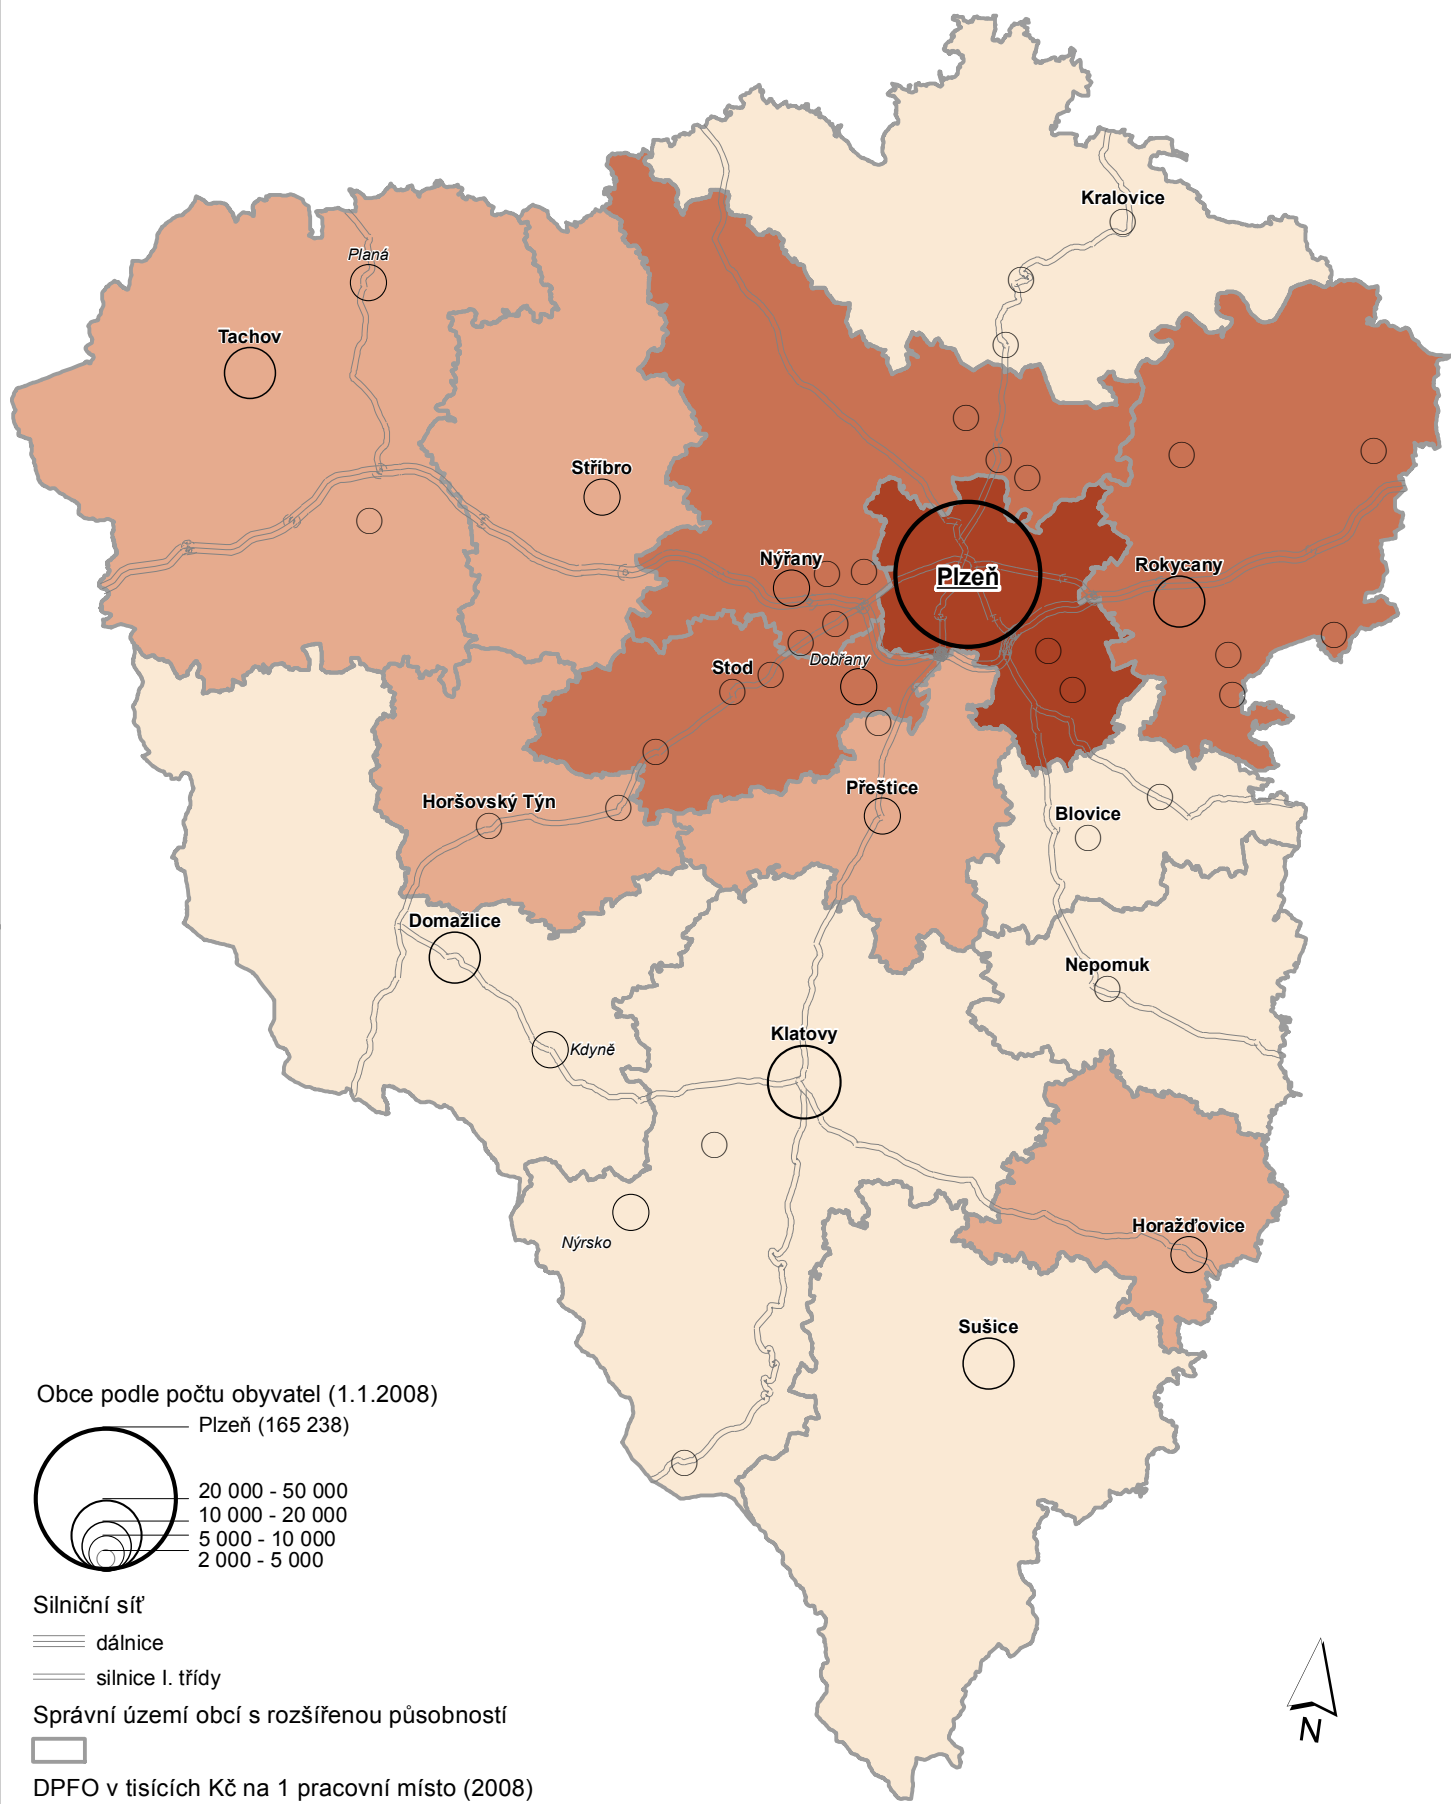 Kralovice
Planá
Tachov
Stříbro
Nýřany
Plzeň
Rokycany
Dobřany
Stod
Přeštice
Horšovský Týn
Blovice
Domažlice
Nepomuk
Klatovy
Kdyně
Horažďovice
Nýrsko
Sušice
Obce podle počtu obyvatel (1.1.2008)
Plzeň (165 238)
20 000 - 50 000
10 000 - 20 000
5 000 - 10 000
2 000 - 5 000
Silniční síť
dálnice
silnice I. třídy
Správní území obcí s rozšířenou působností
N
DPFO v tisících Kč na 1 pracovní místo (2008)